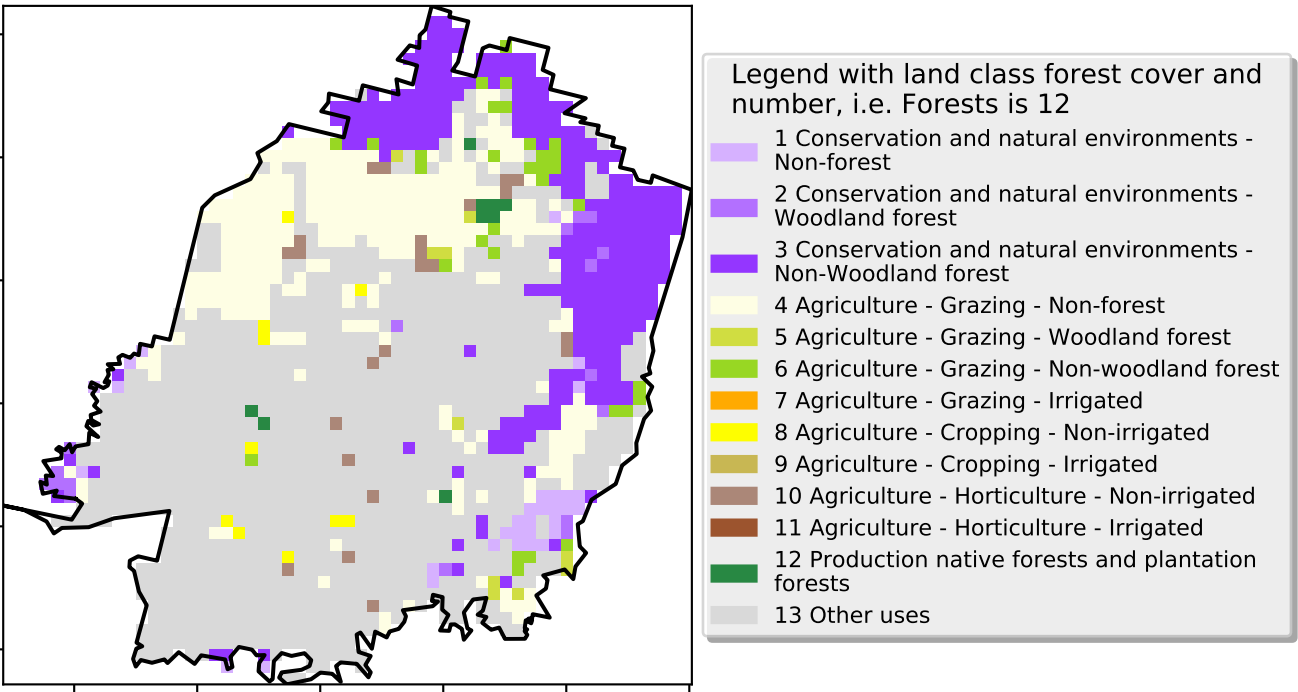 Legend with land class forest cover and
number, i.e. Forests is 12
1 Conservation and natural environments -
Non-forest
2 Conservation and natural environments -
Woodland forest
3 Conservation and natural environments -
Non-Woodland forest
4 Agriculture - Grazing - Non-forest
5 Agriculture - Grazing - Woodland forest
6 Agriculture - Grazing - Non-woodland forest
7 Agriculture - Grazing - Irrigated
8 Agriculture - Cropping - Non-irrigated
9 Agriculture - Cropping - Irrigated
10 Agriculture - Horticulture - Non-irrigated
11 Agriculture - Horticulture - Irrigated
12 Production native forests and plantation
forests
13 Other uses